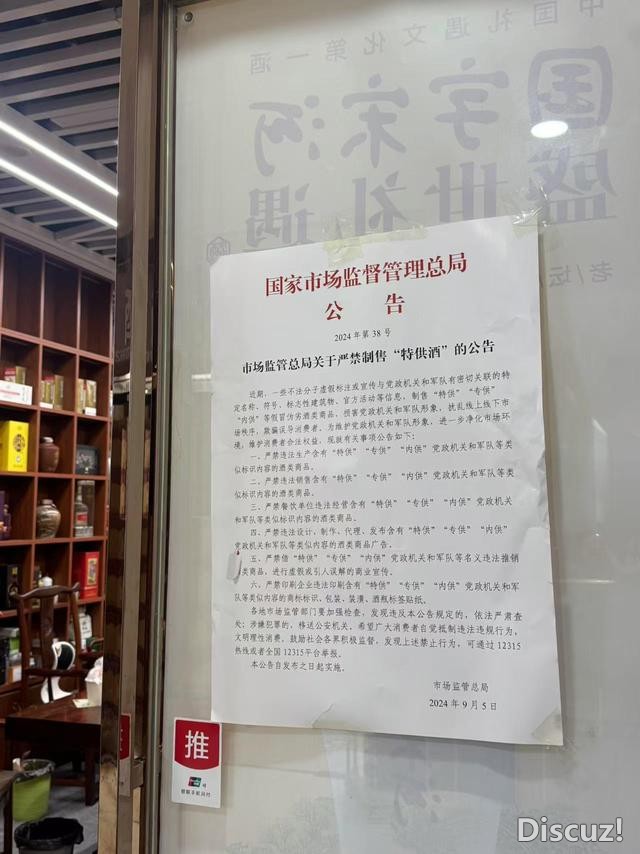 中国礼遇文化第一酒
国字宋河
盛世礼遇
老/坛
国家市场监督管理总局
公 告
2024 年第 38 号
市场监管总局关于严禁制售“特供酒”的公告
近期，一些不法分子虚假标注或宣传与党政机关和军队有密切关联的特
定名称、符号、标志性建筑物、官方活动等信息，制售“特供”“专供”
“内供”等假冒伪劣酒类商品，损害党政机关和军队形象，扰乱线上线下市
场秩序，欺骗误导消费者。为维护党政机关和军队形象，进一步净化市场环
境，维护消费者合法权益，现就有关事项公告如下：
一、严禁违法生产含有“特供”“专供”“内供”党政机关和军队等类
似标识内容的酒类商品。
二、严禁违法销售含有“特供”“专供”“内供”党政机关和军队等类
似标识内容的酒类商品。
三、严禁餐饮单位违法经营含有“特供”“专供”“内供”党政机关
和军队等类似标识内容的酒类商品。
四、严禁违法设计、制作、代理、发布含有“特供”“专供”“内供”
党政机关和军队等类似内容的酒类商品广告。
五、严禁借“特供”“专供”“内供”党政机关和军队等名义违法推销
酒类商品，进行虚假或引人误解的商业宣传。
六、严禁印刷企业违法印刷含有“特供”“专供”“内供”党政机关和军
队等类似内容的商标标识、包装、装潢、酒瓶标签贴纸。
各地市场监管部门要加强检查，发现违反本公告规定的，依法严肃查
处；涉嫌犯罪的，移送公安机关。希望广大消费者自觉抵制违法违规行为，
文明理性消费，鼓励社会各界积极监督，发现上述禁止行为，可通过 12315
热线或者全国 12315平台举报。
本公告自发布之日起实施。
市场监管总局
2024 年 9 月 5 日
推
银联手机闪付
Discuz!